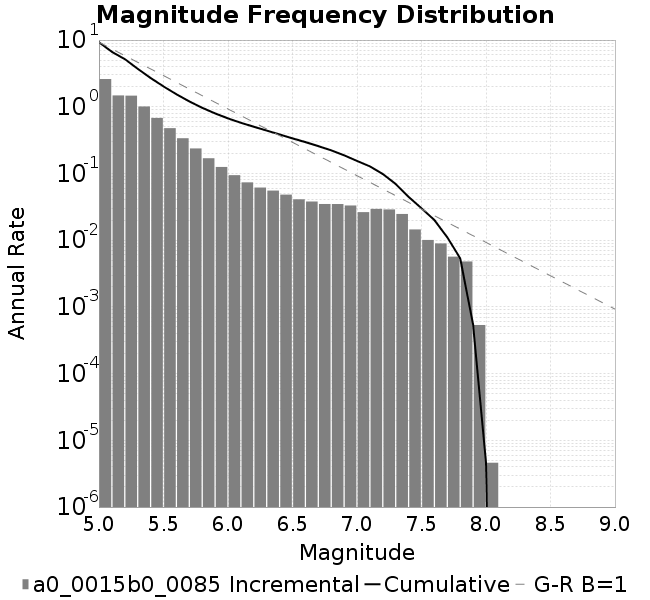 Magnitude Frequency Distribution
10^1
10^0
10^-1
10^-2
10^-3
10^-4
10^-5
10^-6
Annual Rate
5.0 5.5 6.0 6.5 7.0 7.5 8.0 8.5 9.0
Magnitude
a0_0015b0_0085 Incremental Cumulative G-R B=1